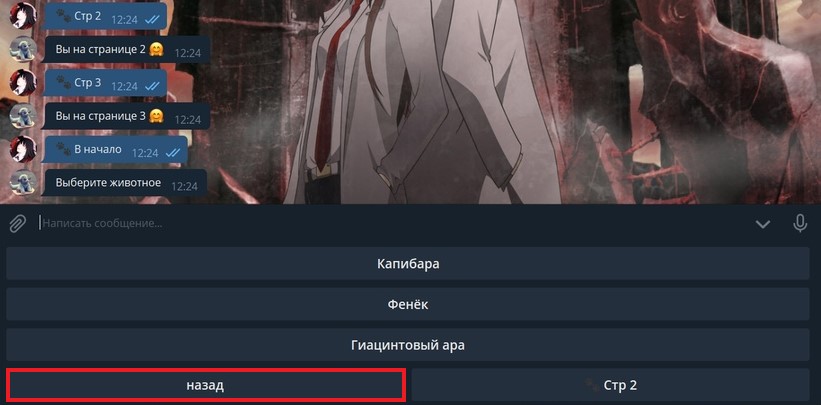 🐾 Стр 2 12:24
Вы на странице 2 🤗 12:24
🐾 Стр 3 12:24
Вы на странице 3 🤗 12:24
🐾 В начало 12:24
Выберите животное 12:24
Написать сообщение...
Капибара
Фенёк
Гиацинтовый ара
назад
🐾 Стр 2